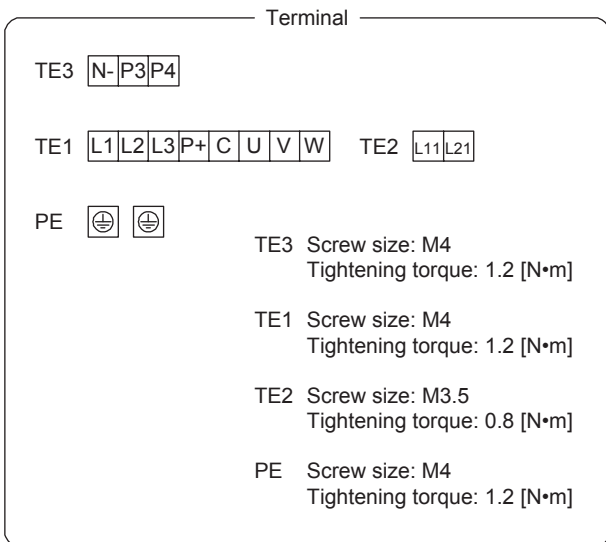 Terminal
TE3 N- P3 P4
TE1 L1 L2 L3 P+ C U V W TE2 L11 L21
PE
TE3 Screw size: M4
Tightening torque: 1.2 [N•m]
TE1 Screw size: M4
Tightening torque: 1.2 [N•m]
TE2 Screw size: M3.5
Tightening torque: 0.8 [N•m]
PE Screw size: M4
Tightening torque: 1.2 [N•m]